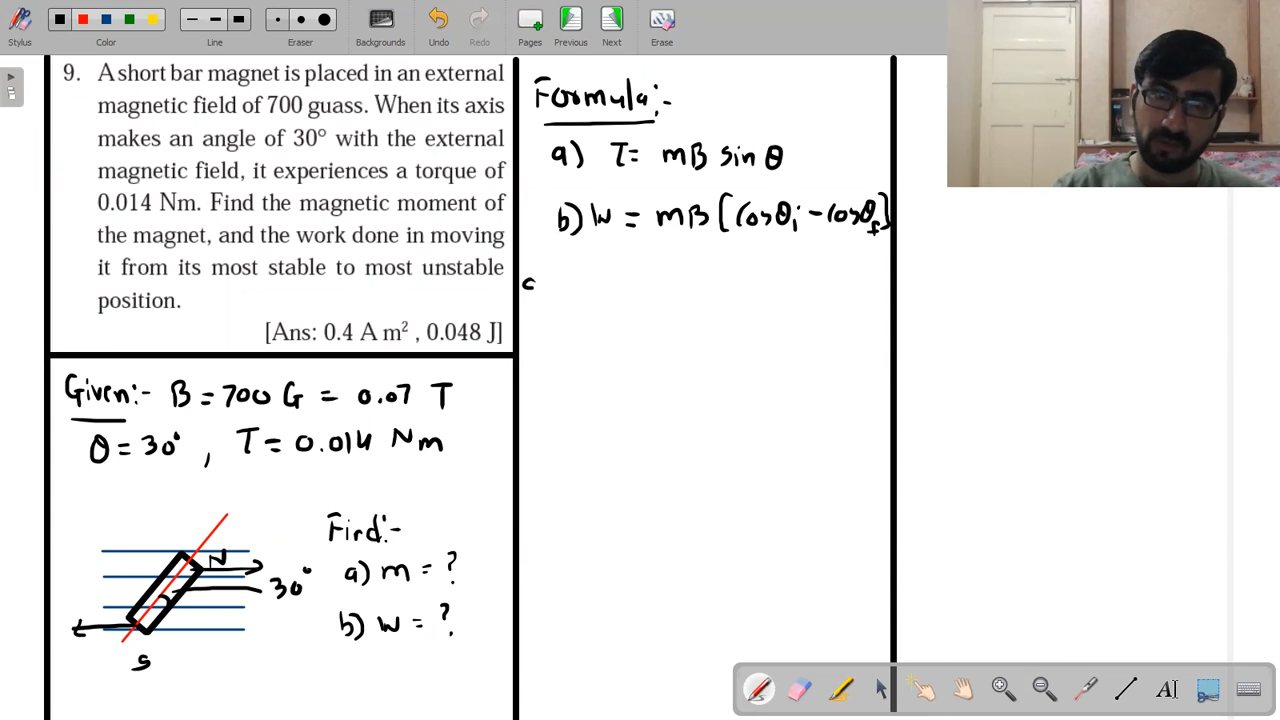 Stylus
Color
Line
Eraser
Backgrounds
Undo
Redo
Pages
Previous
Next
Erase
9. A short bar magnet is placed in an external
magnetic field of 700 guass. When its axis
makes an angle of 30° with the external
magnetic field, it experiences a torque of
0.014 Nm. Find the magnetic moment of
the magnet, and the work done in moving
it from its most stable to most unstable
position.
[Ans: 0.4 A m² , 0.048 J]
Given:- B = 700 G = 0.07 T
θ = 30° , τ = 0.014 Nm
N
30°
S
Find:-
a) m = ?
b) W = ?
Formula:-
a) τ = mB sin θ
b) W = mB [cosθi - cosθf]
AI